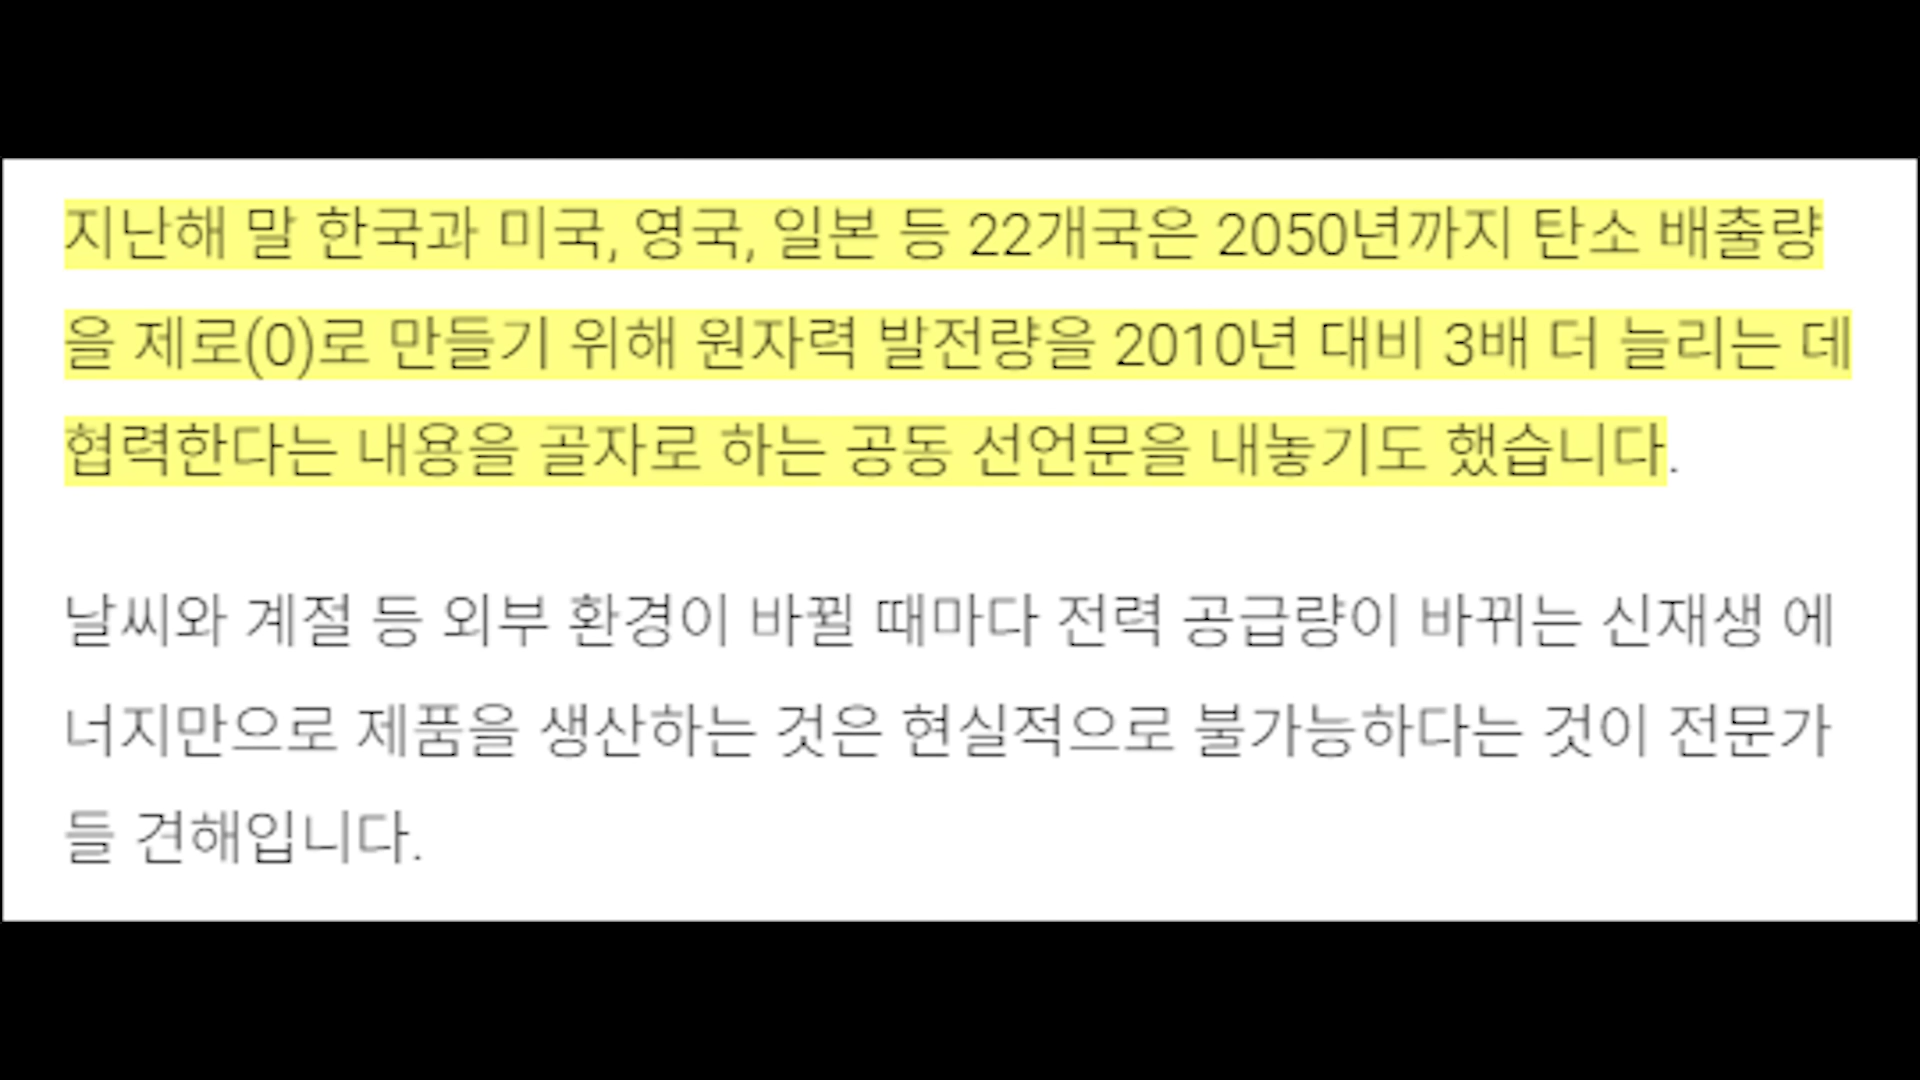 지난해 말 한국과 미국, 영국, 일본 등 22개국은 2050년까지 탄소 배출량
을 제로(0)로 만들기 위해 원자력 발전량을 2010년 대비 3배 더 늘리는 데
협력한다는 내용을 골자로 하는 공동 선언문을 내놓기도 했습니다.
날씨와 계절 등 외부 환경이 바뀔 때마다 전력 공급량이 바뀌는 신재생 에
너지만으로 제품을 생산하는 것은 현실적으로 불가능하다는 것이 전문가
들 견해입니다.